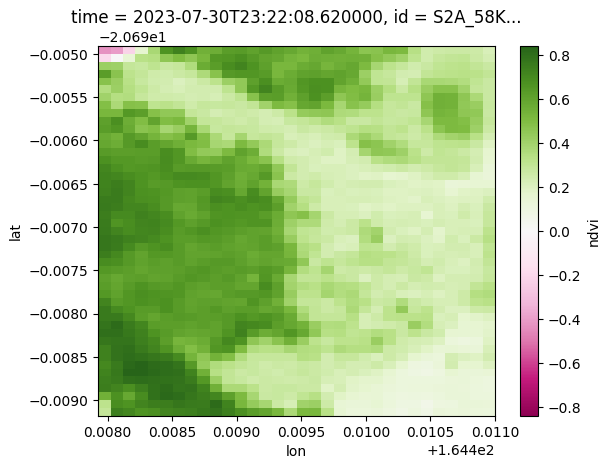 time = 2023-07-30T23:22:08.620000, id = S2A_58K...
−2.069e1
−0.0050
−0.0055
−0.0060
−0.0065
−0.0070
−0.0075
−0.0080
−0.0085
−0.0090
lat
0.0080 0.0085 0.0090 0.0095 0.0100 0.0105 0.0110
lon
+1.644e2
0.8
0.6
0.4
0.2
0.0
−0.2
−0.4
−0.6
−0.8
ndvi